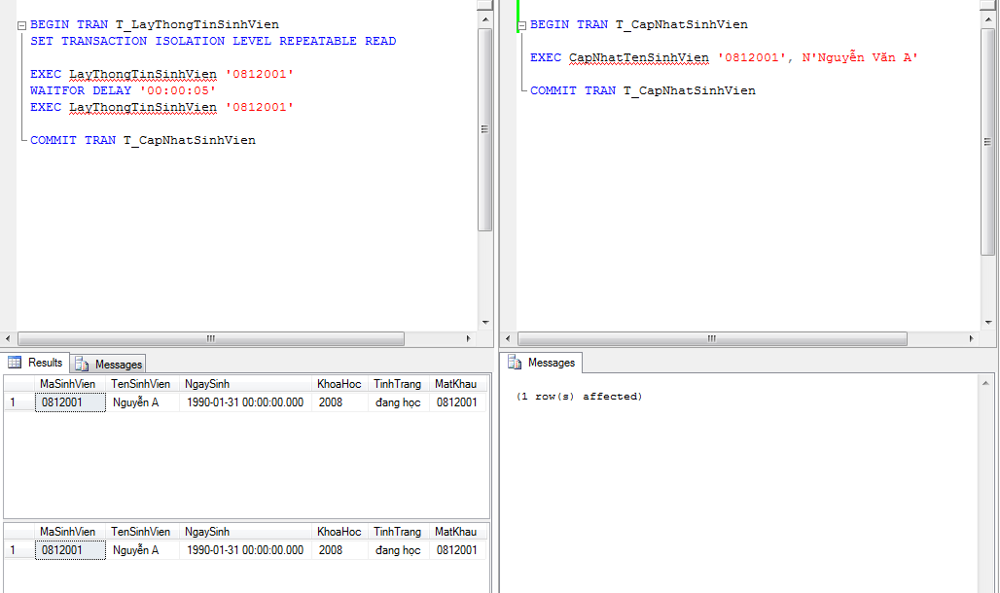 BEGIN TRAN T_LayThongTinSinhVien
SET TRANSACTION ISOLATION LEVEL REPEATABLE READ
EXEC LayThongTinSinhVien '0812001'
WAITFOR DELAY '00:00:05'
EXEC LayThongTinSinhVien '0812001'
COMMIT TRAN T_CapNhatSinhVien
Results Messages
MaSinhVien TenSinhVien NgaySinh KhoaHoc TinhTrang MatKhau
1 0812001 Nguyễn A 1990-01-31 00:00:00.000 2008 đang học 0812001
MaSinhVien TenSinhVien NgaySinh KhoaHoc TinhTrang MatKhau
1 0812001 Nguyễn A 1990-01-31 00:00:00.000 2008 đang học 0812001
BEGIN TRAN T_CapNhatSinhVien
EXEC CapNhatTenSinhVien '0812001', N'Nguyễn Văn A'
COMMIT TRAN T_CapNhatSinhVien
Messages
(1 row(s) affected)